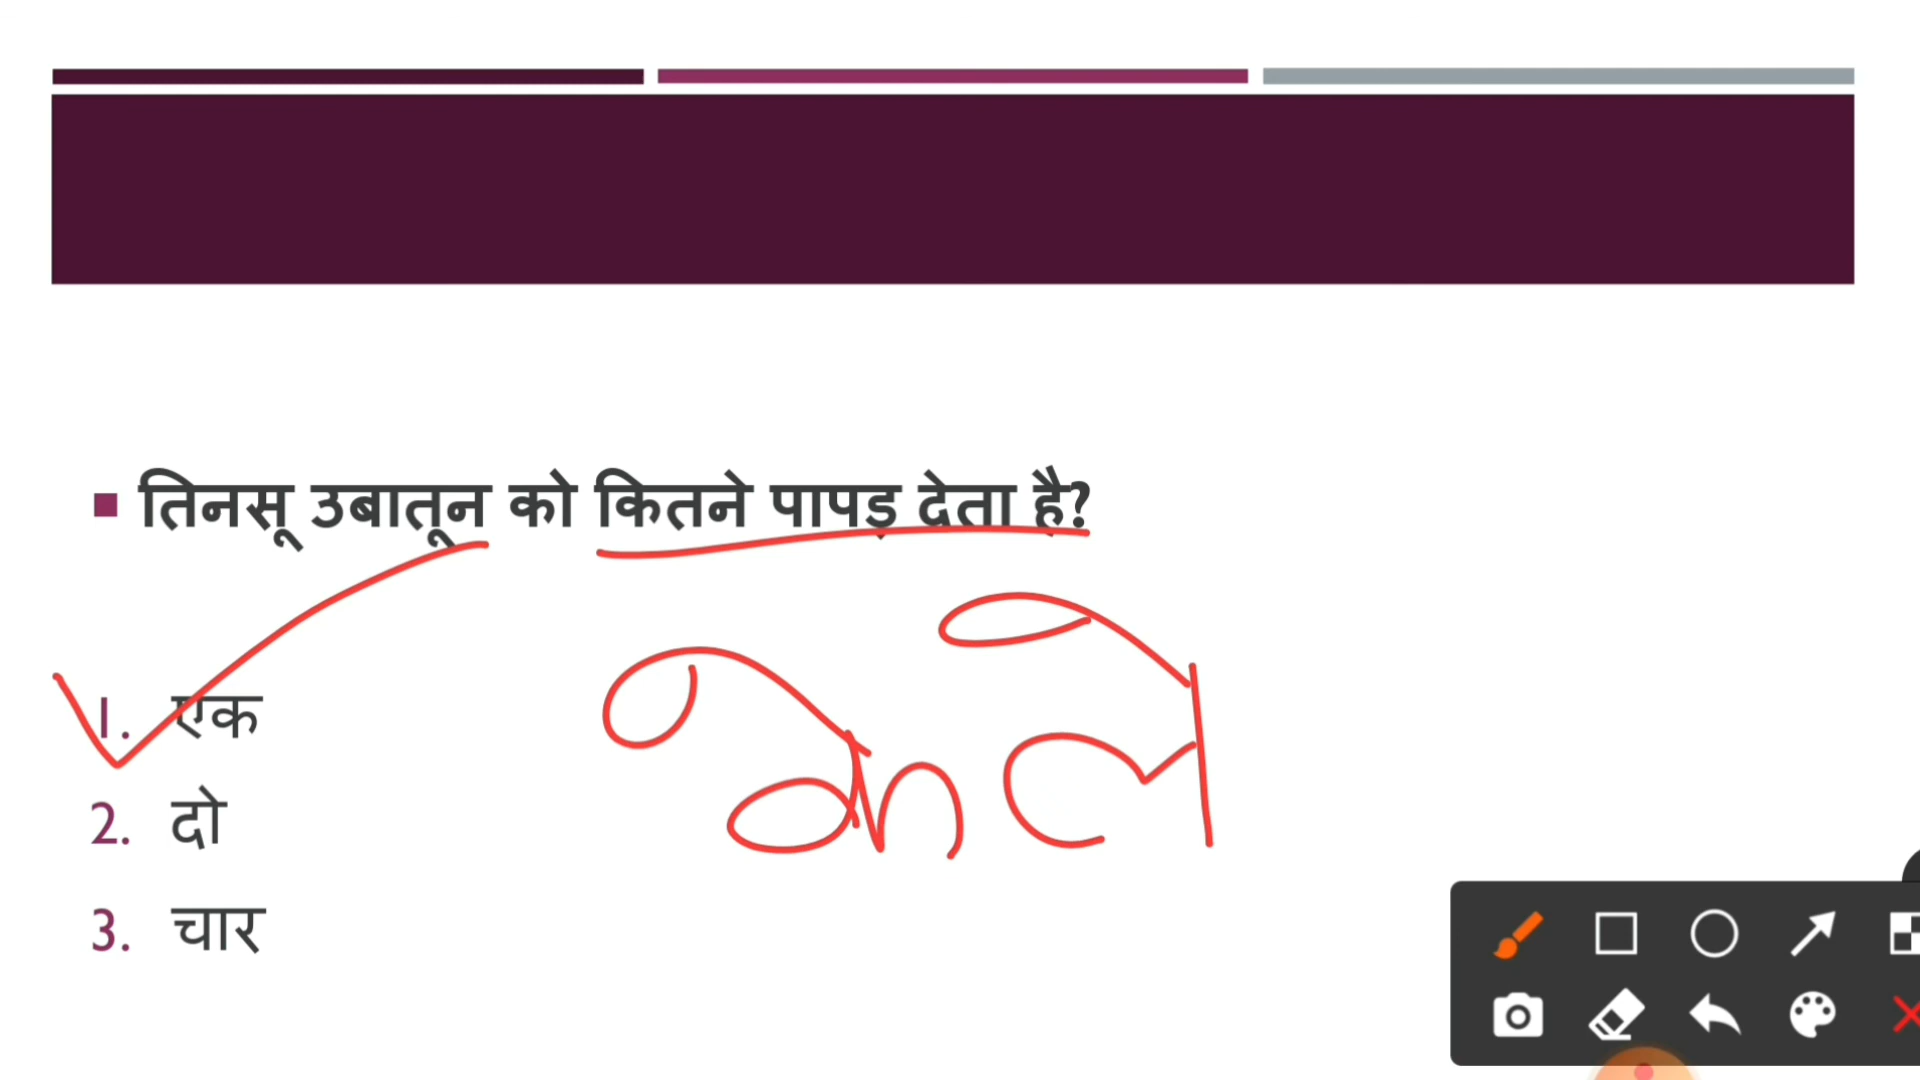 तिनसू उबातून को कितने पापड़ देता है?
1. एक
2. दो
3. चार